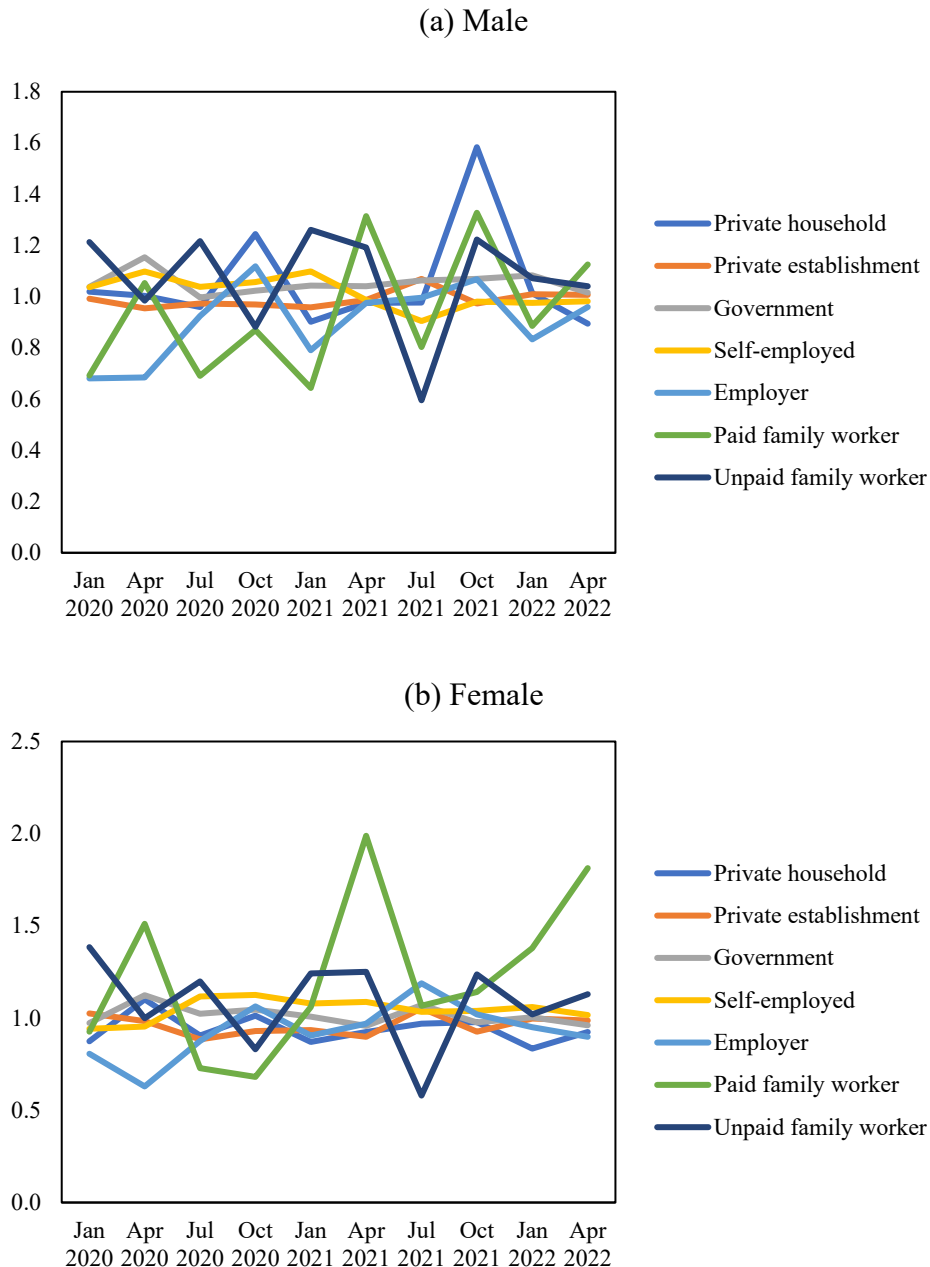 (a) Male
1.8
1.6
1.4
1.2
1.0
0.8
0.6
0.4
0.2
0.0
Jan Apr Jul Oct Jan Apr Jul Oct Jan Apr
2020 2020 2020 2020 2021 2021 2021 2021 2022 2022
Private household
Private establishment
Government
Self-employed
Employer
Paid family worker
Unpaid family worker
(b) Female
2.5
2.0
1.5
1.0
0.5
0.0
Jan Apr Jul Oct Jan Apr Jul Oct Jan Apr
2020 2020 2020 2020 2021 2021 2021 2021 2022 2022
Private household
Private establishment
Government
Self-employed
Employer
Paid family worker
Unpaid family worker